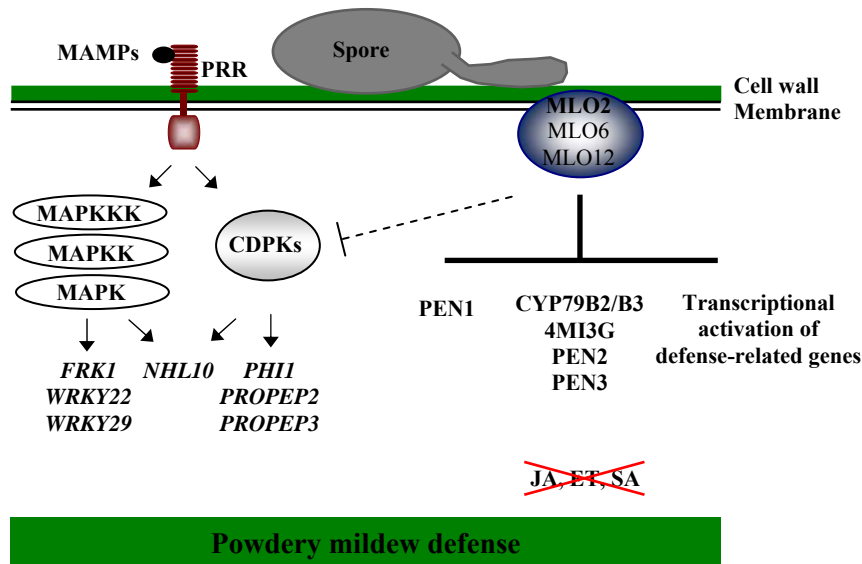 MAMPs
PRR
Spore
Cell wall
Membrane
MLO2
MLO6
MLO12
MAPKKK
MAPKK
MAPK
CDPKs
FRK1
WRKY22
WRKY29
NHL10
PHI1
PROPEP2
PROPEP3
PEN1
CYP79B2/B3
4MI3G
PEN2
PEN3
Transcriptional
activation of
defense-related genes
JA, ET, SA
Powdery mildew defense